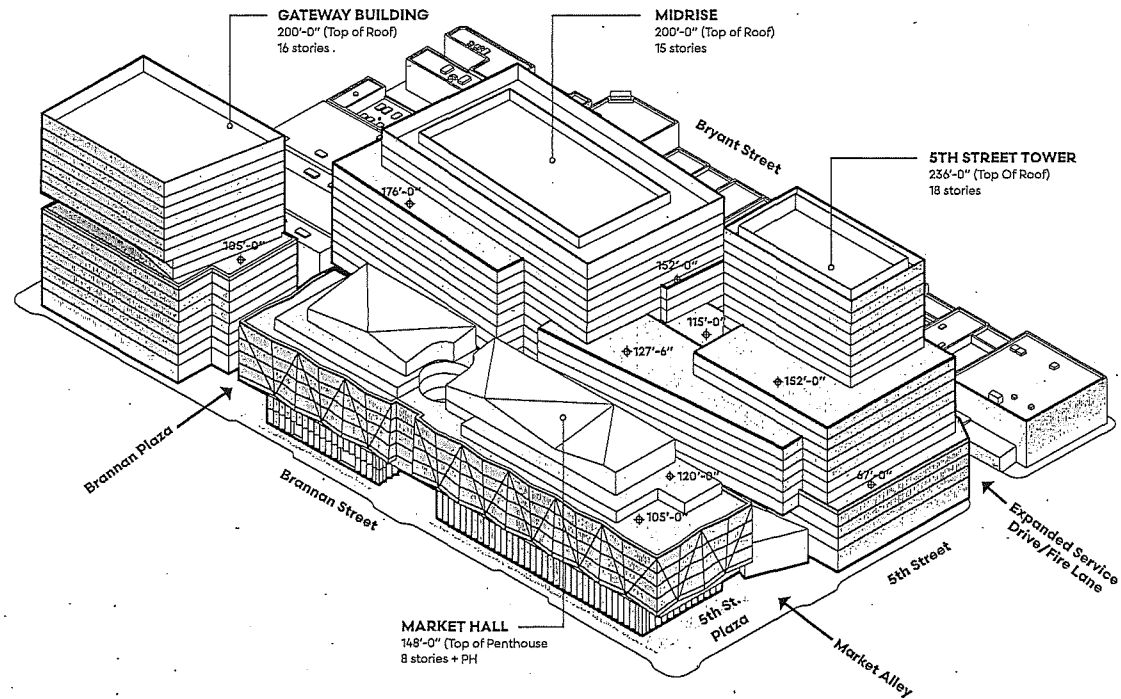 GATEWAY BUILDING
200'-0" (Top of Roof)
16 stories .
MIDRISE
200'-0" (Top of Roof)
15 stories
Bryant Street
5TH STREET TOWER
236'-0" (Top Of Roof)
18 stories
176'-0"
185'-0"
152'-0"
115'-0"
127'-6"
152'-0"
Brannan Plaza
Brannan Street
120'-0"
67'-0"
105'-0"
Expanded Service
Drive/Fire Lane
5th Street
5th St..
Plaza
MARKET HALL
148'-0" (Top of Penthouse
8 stories + PH
Market Alley